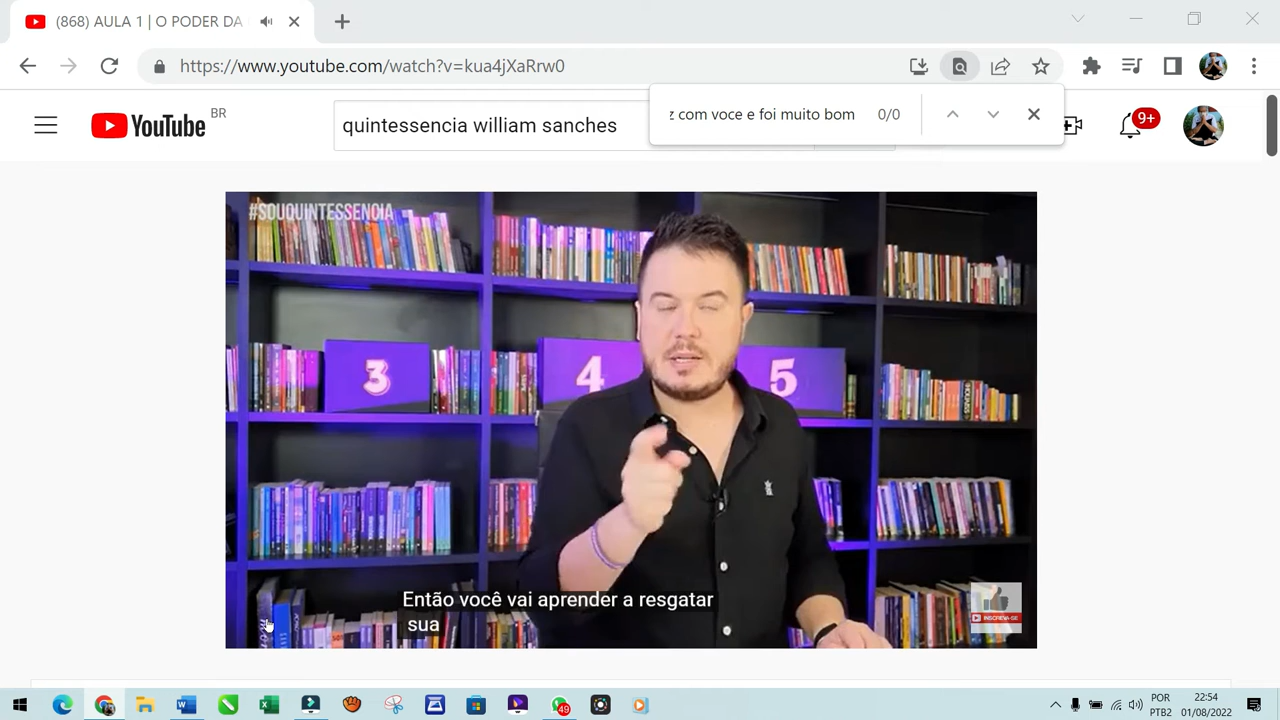 (868) AULA 1 | O PODER DA
https://www.youtube.com/watch?v=kua4jXaRrw0
z com voce e foi muito bom 0/0
YouTube BR
quintessencia william sanches
9+
#SOUQUINTESSENCIA
3
4
5
Então você vai aprender a resgatar
sua
INSCREVA-SE
49
POR
PTB2
22:54
01/08/2022